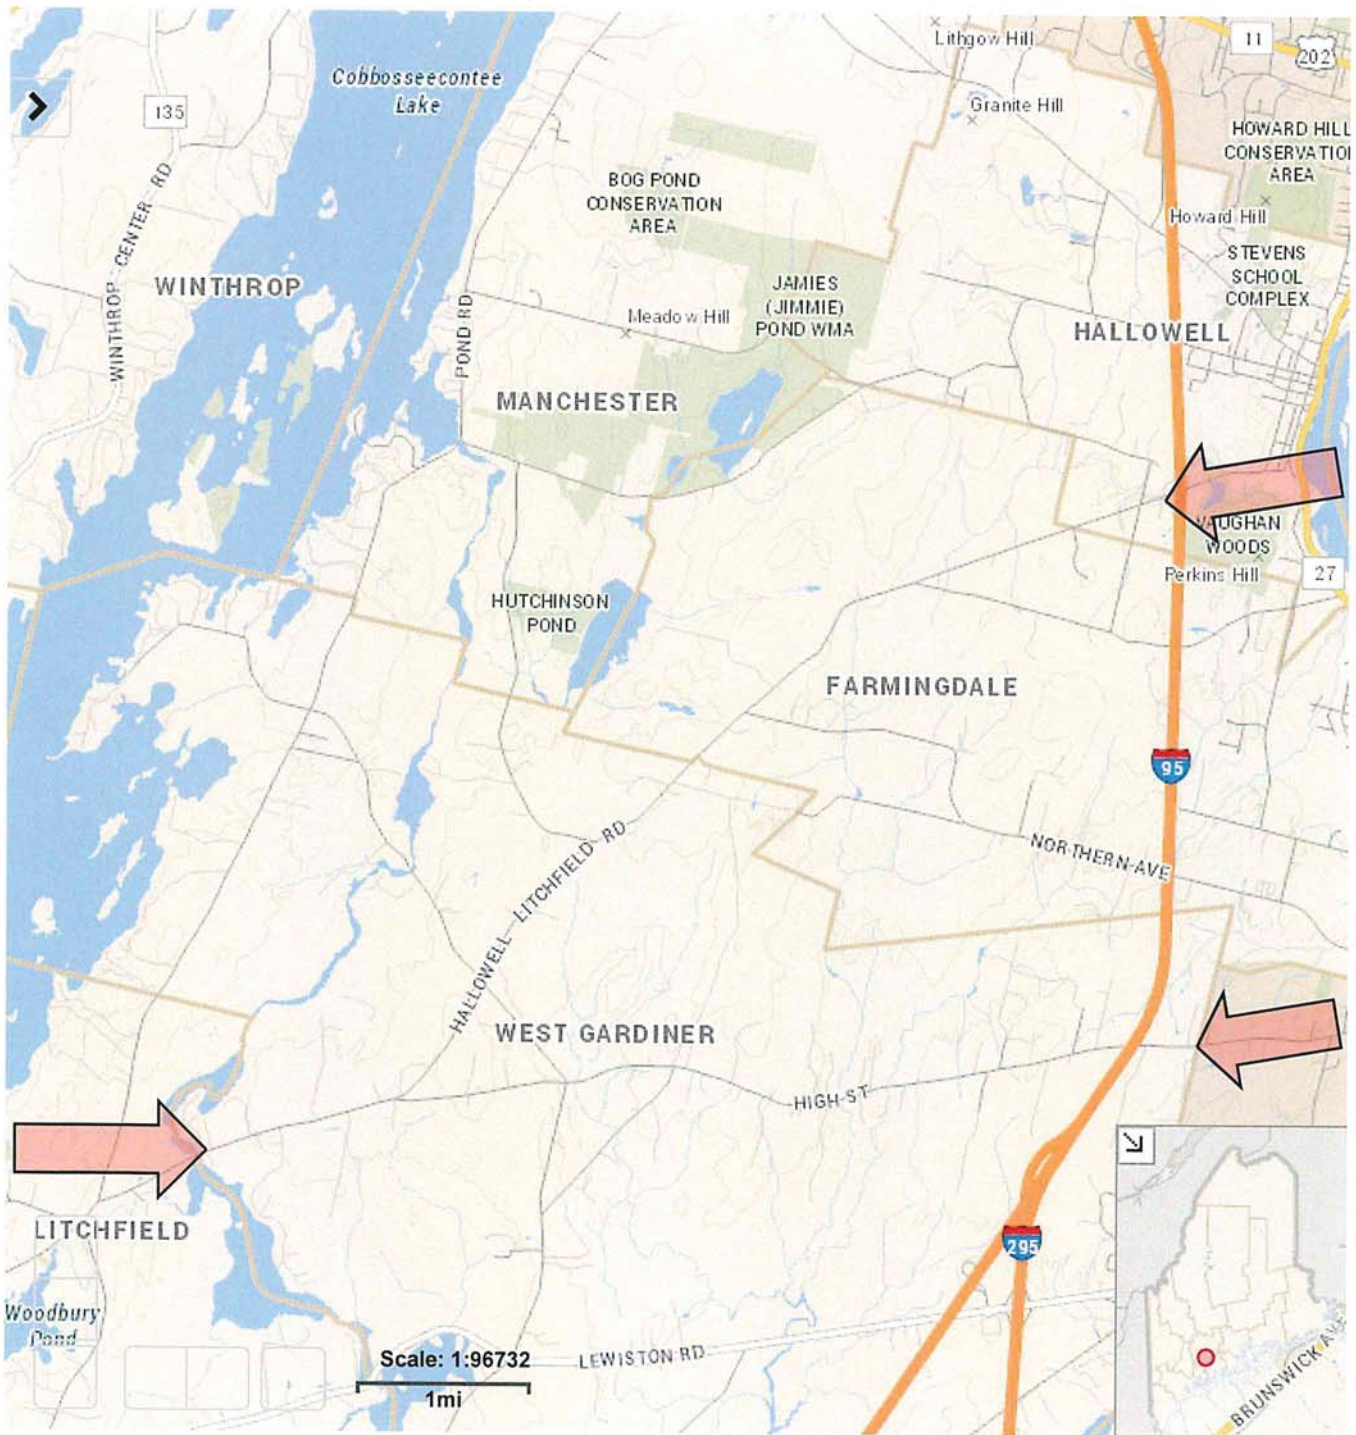 Cobbosseecontee
Lake
Lithgow Hill
11
202
135
Granite Hill
HOWARD HILL
CONSERVATIO
AREA
BOG POND
CONSERVATION
AREA
Howard Hill
WINTHROP CENTER RD
WINTHROP
JAMIES
(JIMMIE)
POND WMA
STEVENS
SCHOOL
COMPLEX
Meadow Hill
POND RD
HALLOWELL
MANCHESTER
VAUGHAN
WOODS
Perkins Hill
27
HUTCHINSON
POND
FARMINGDALE
95
NORTHERN AVE
HALLOWELL LITCHFIELD RD
WEST GARDINER
HIGH ST
LITCHFIELD
295
Woodbury
Pond
Scale: 1:96732
1mi
LEWISTON RD
BRUNSWICK AVE